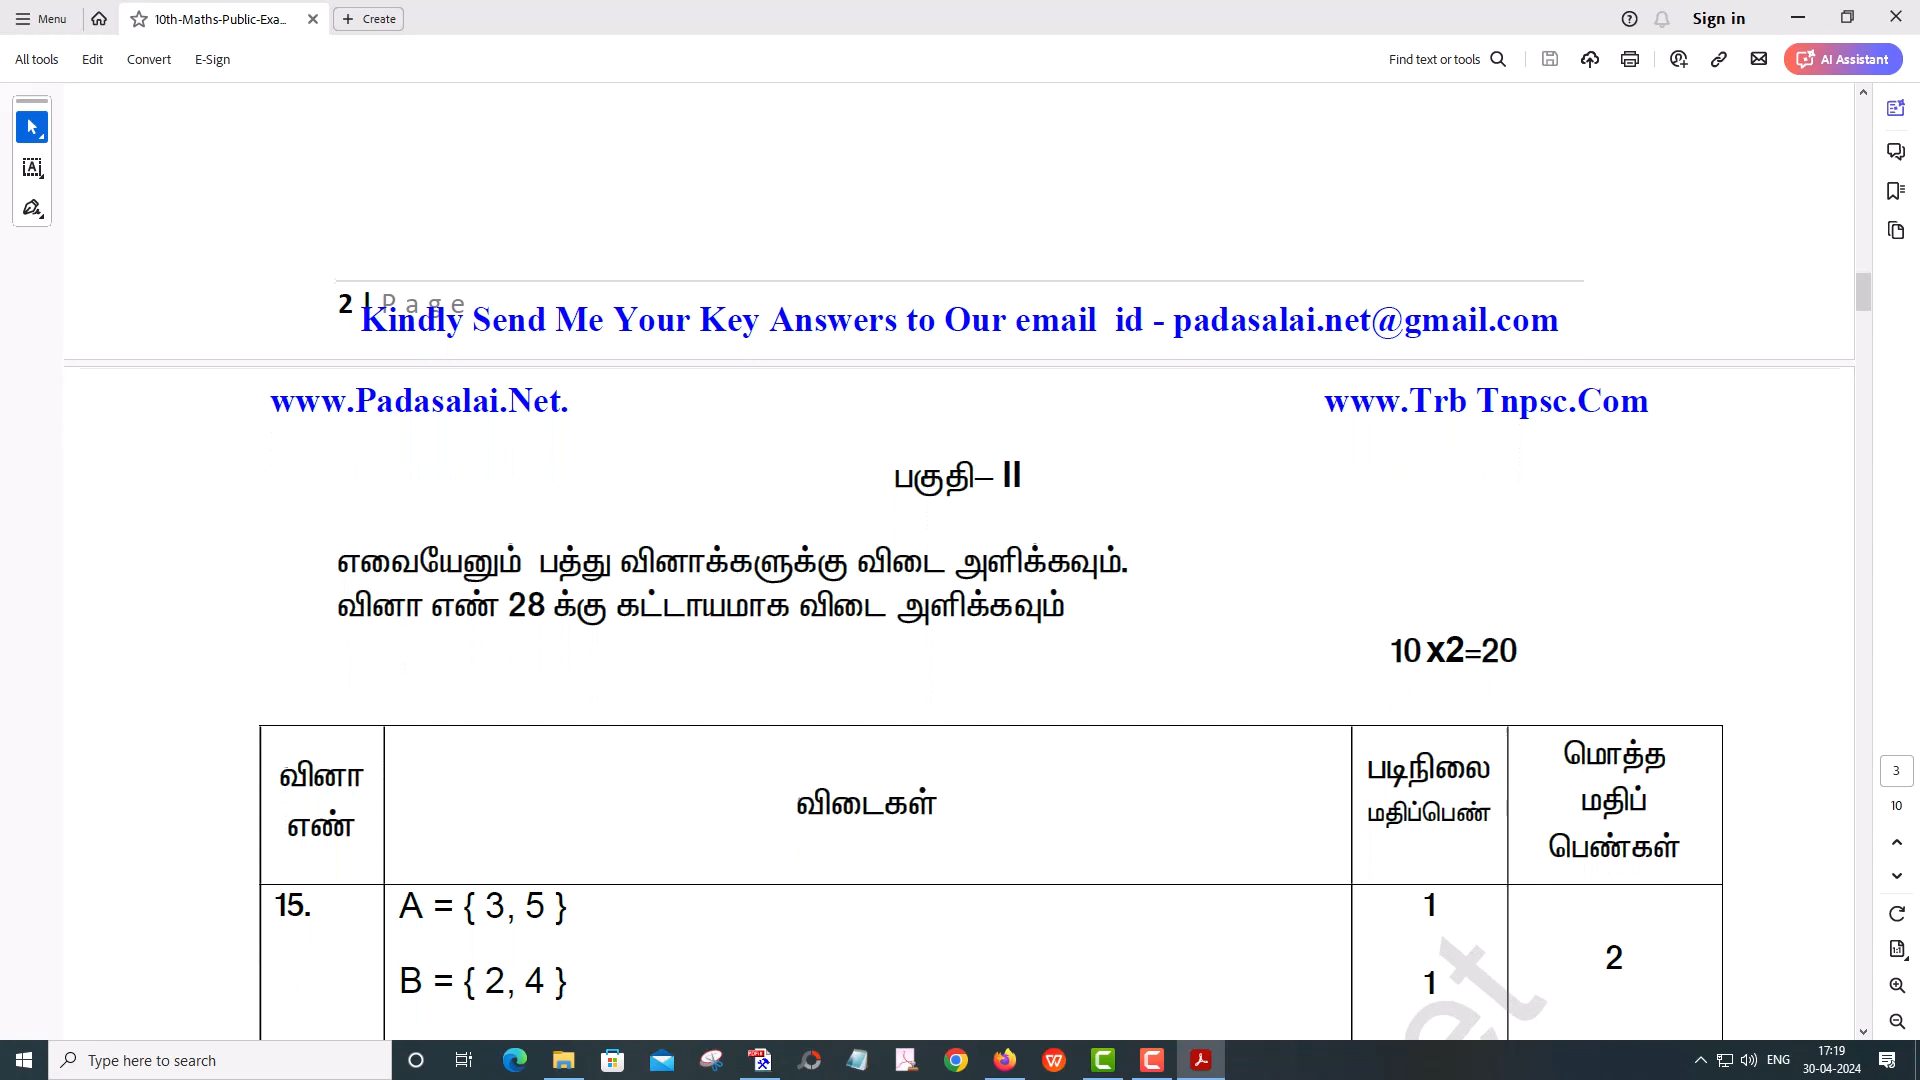 Menu
10th-Maths-Public-Exa...
Create
Sign in
All tools
Edit
Convert
E-Sign
Find text or tools
AI Assistant
2 | P a g e
Kindly Send Me Your Key Answers to Our email id - padasalai.net@gmail.com
www.Padasalai.Net.
www.Trb Tnpsc.Com
பகுதி– II
எவையேனும் பத்து வினாக்களுக்கு விடை அளிக்கவும்.
வினா எண் 28 க்கு கட்டாயமாக விடை அளிக்கவும்
10 x2=20
வினா
எண்
விடைகள்
படிநிலை
மதிப்பெண்
மொத்த
மதிப்
பெண்கள்
15.
A = { 3, 5 }
1
B = { 2, 4 }
1
2
et
3
10
Type here to search
ENG
17:19
30-04-2024